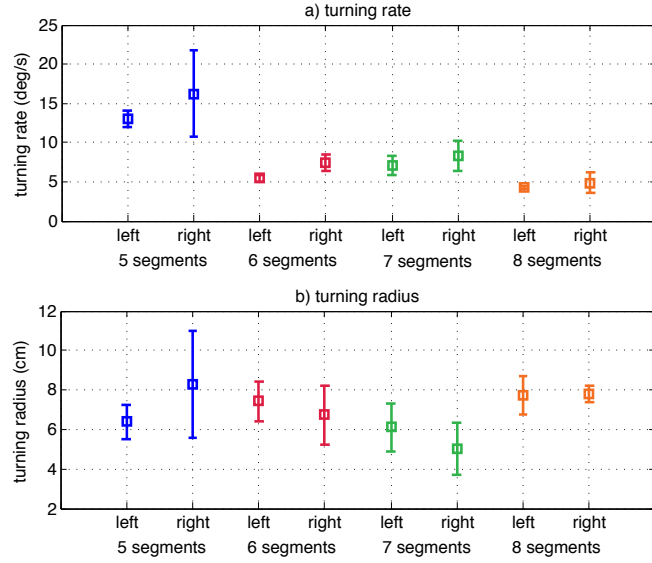 a) turning rate
turning rate (deg/s)
25
20
15
10
5
0
left right left right left right left right
5 segments 6 segments 7 segments 8 segments
b) turning radius
turning radius (cm)
12
10
8
6
4
2
left right left right left right left right
5 segments 6 segments 7 segments 8 segments